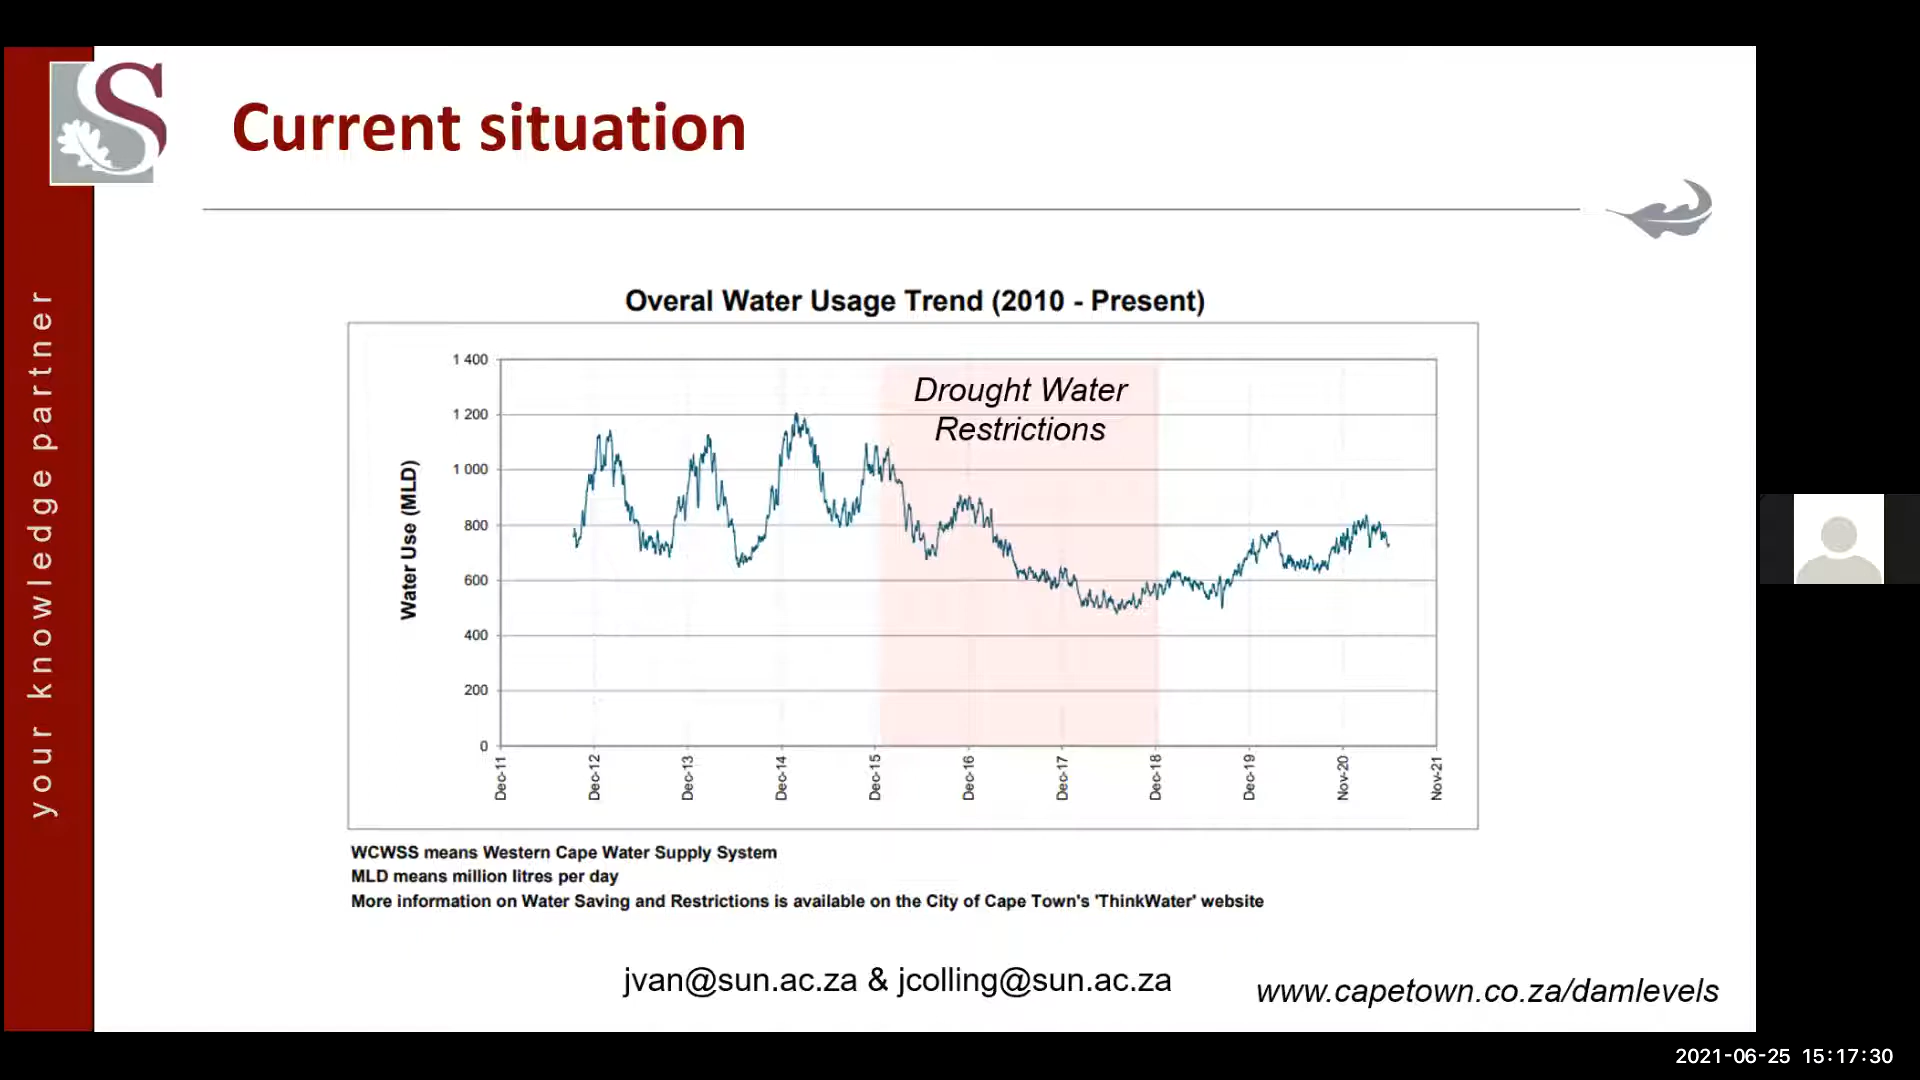 S
Current situation
your knowledge partner
Overal Water Usage Trend (2010 - Present)
Drought Water
Restrictions
Water Use (MLD)
1 400
1 200
1 000
800
600
400
200
0
Dec-11
Dec-12
Dec-13
Dec-14
Dec-15
Dec-16
Dec-17
Dec-18
Dec-19
Nov-20
Nov-21
WCWSS means Western Cape Water Supply System
MLD means million litres per day
More information on Water Saving and Restrictions is available on the City of Cape Town's 'ThinkWater' website
jvan@sun.ac.za & jcolling@sun.ac.za
www.capetown.co.za/damlevels
2021-06-25 15:17:30